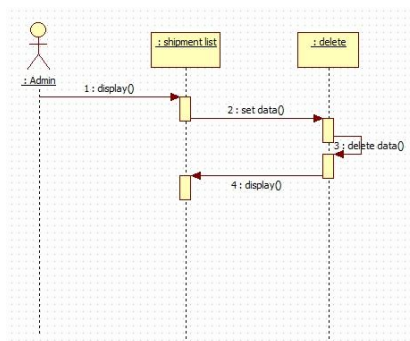 : shipment list
: delete
: Admin
1 : display()
2 : set data()
3 : delete data()
4 : display()